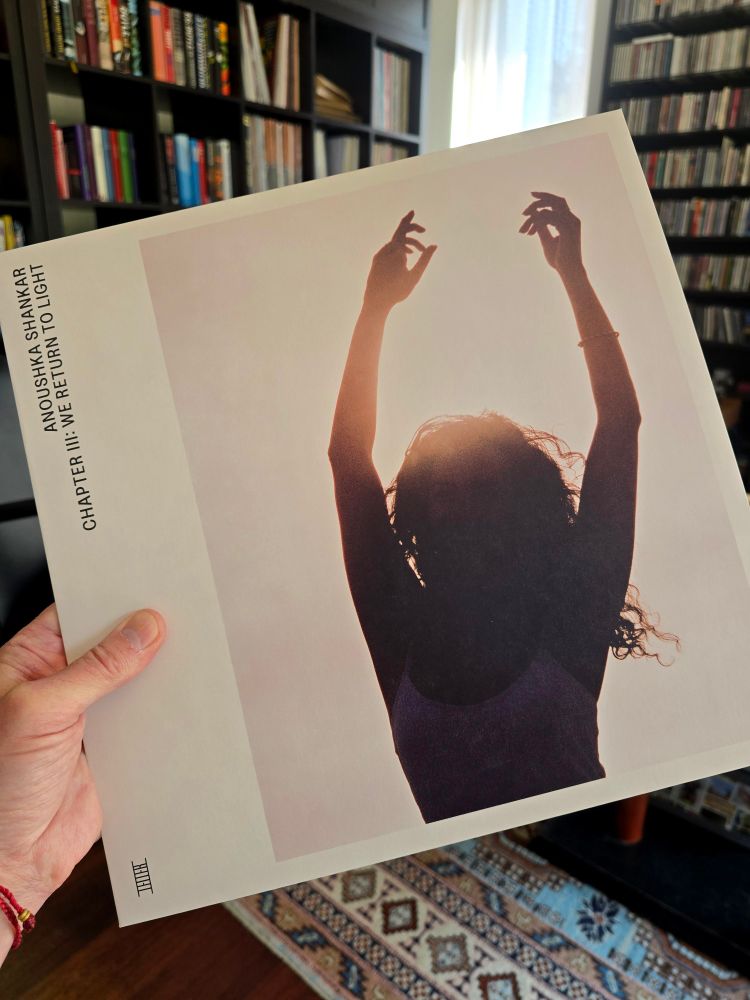 ANOUSHKA SHANKAR
CHAPTER III: WE RETURN TO LIGHT